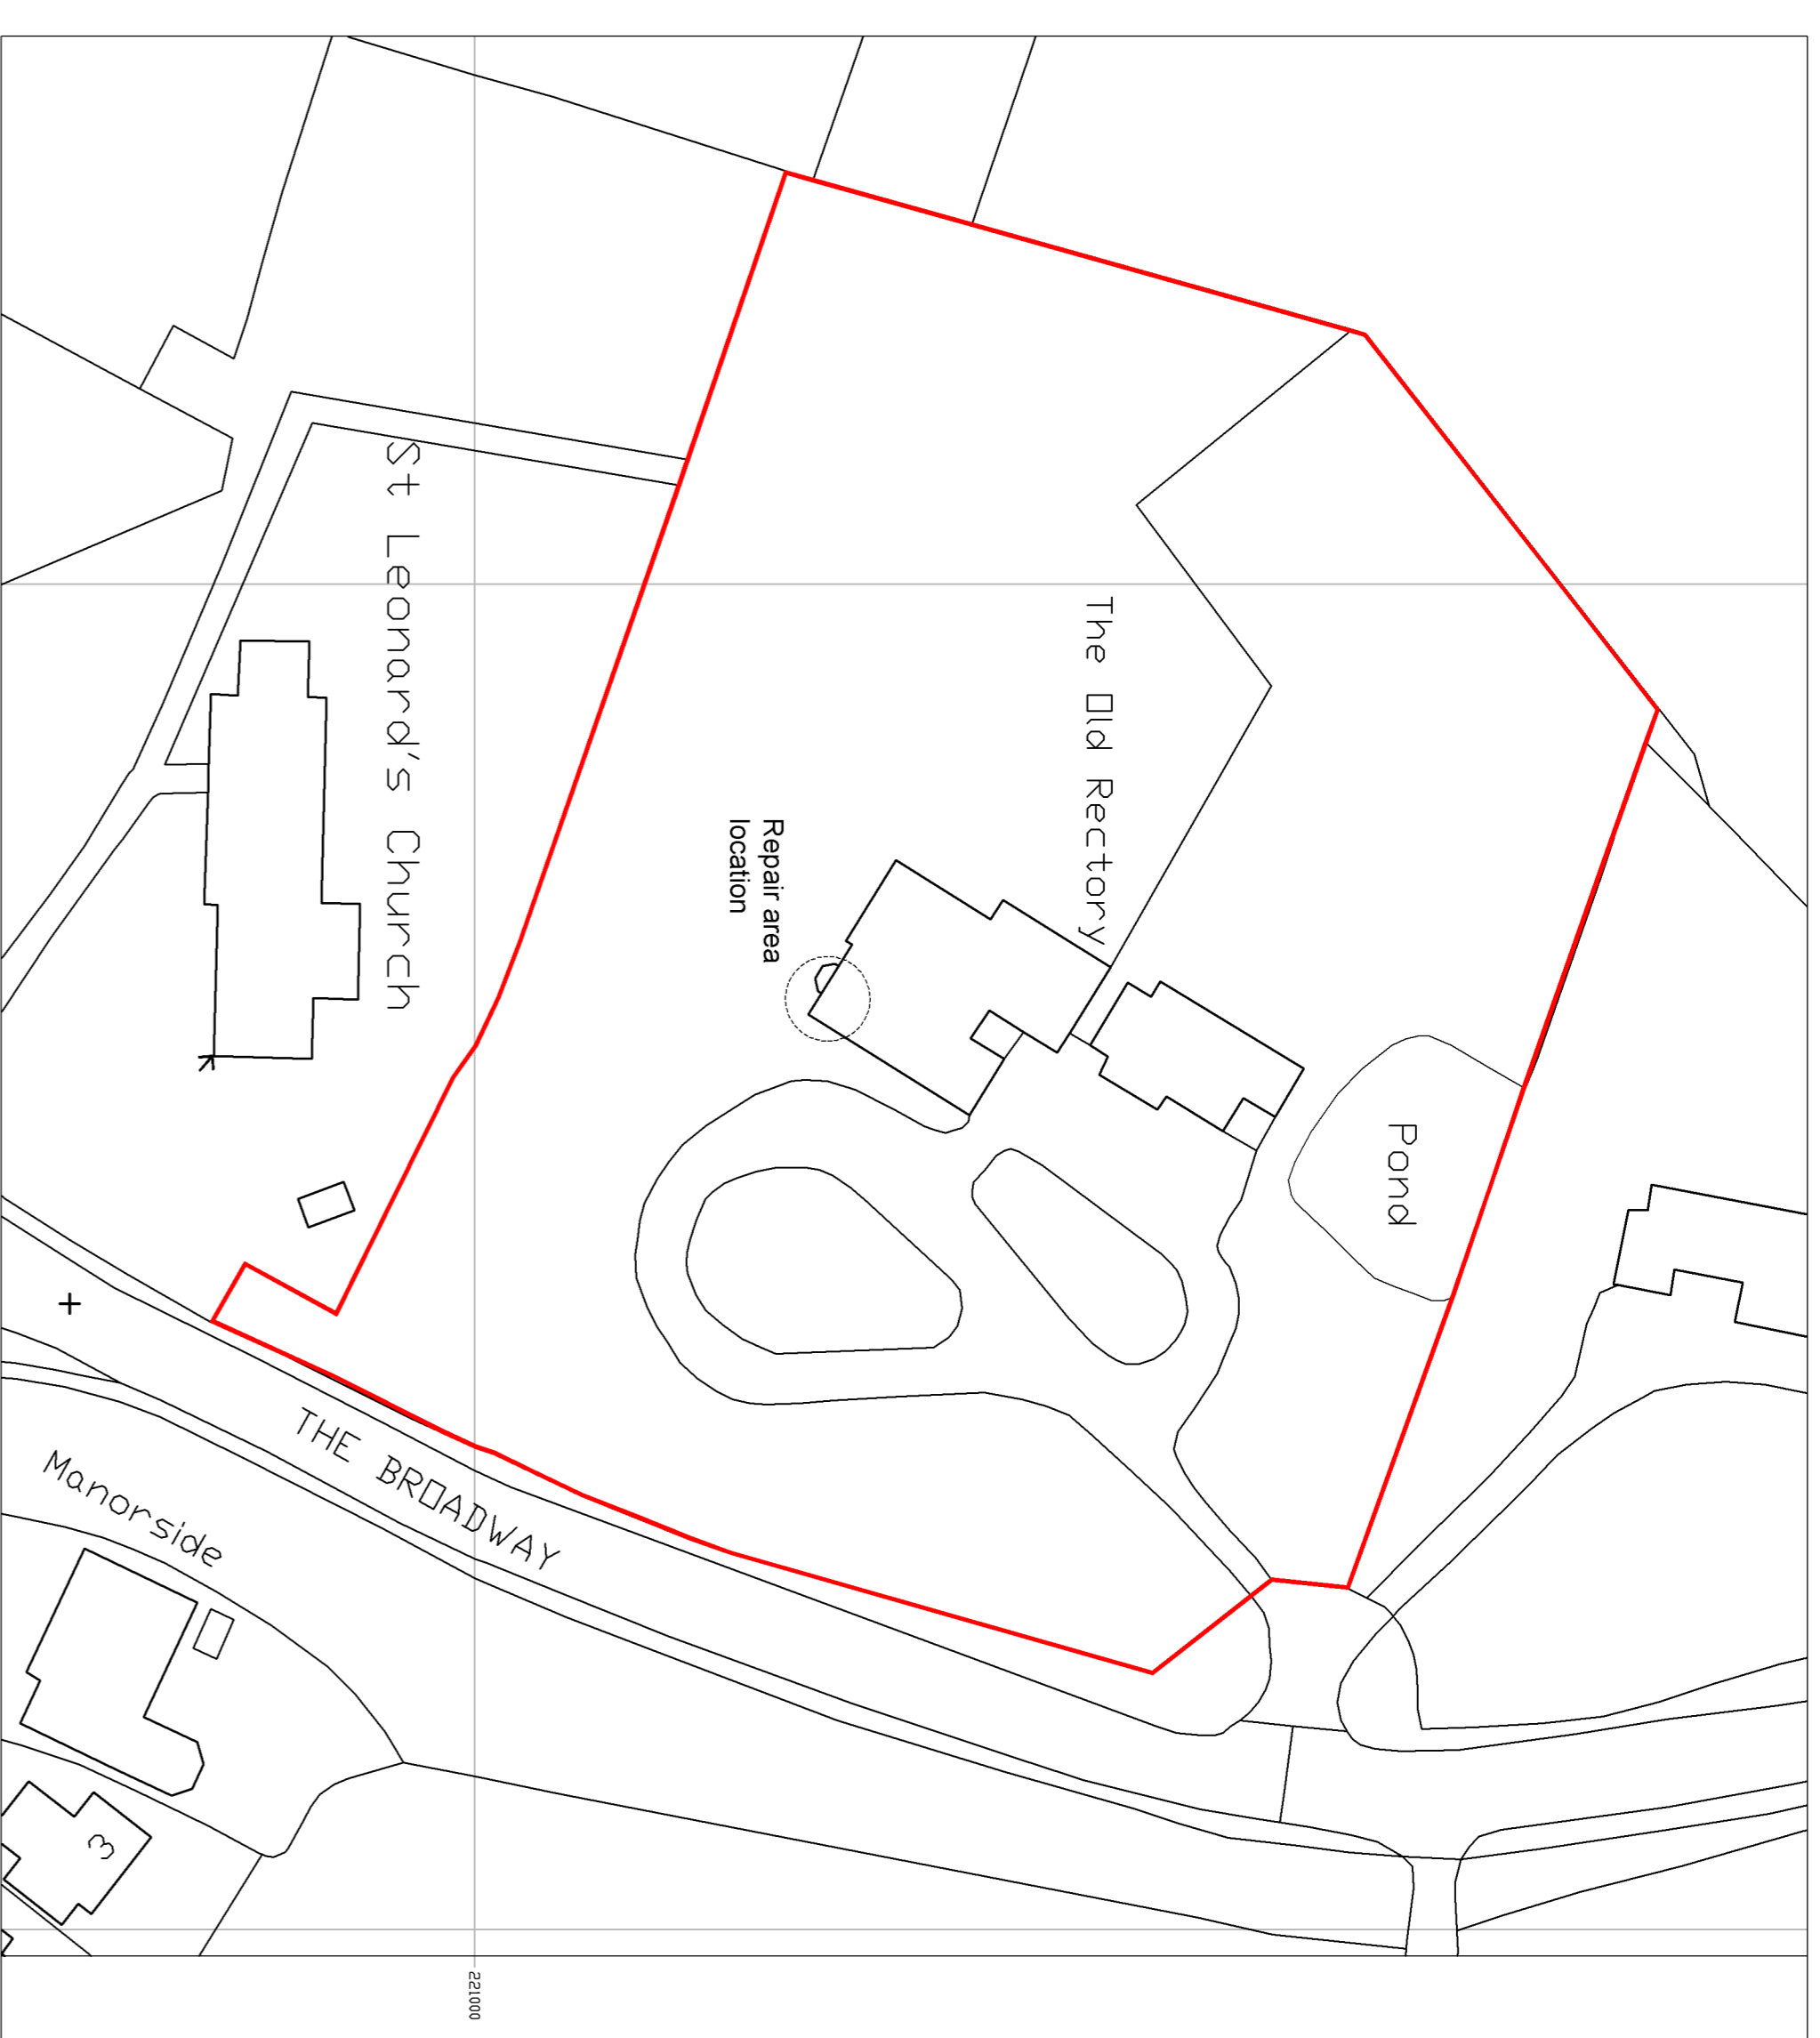 Pond
The Old Rectory
Repair area
location
St Leonard's Church
THE BROADWAY
Manorside
3
221000